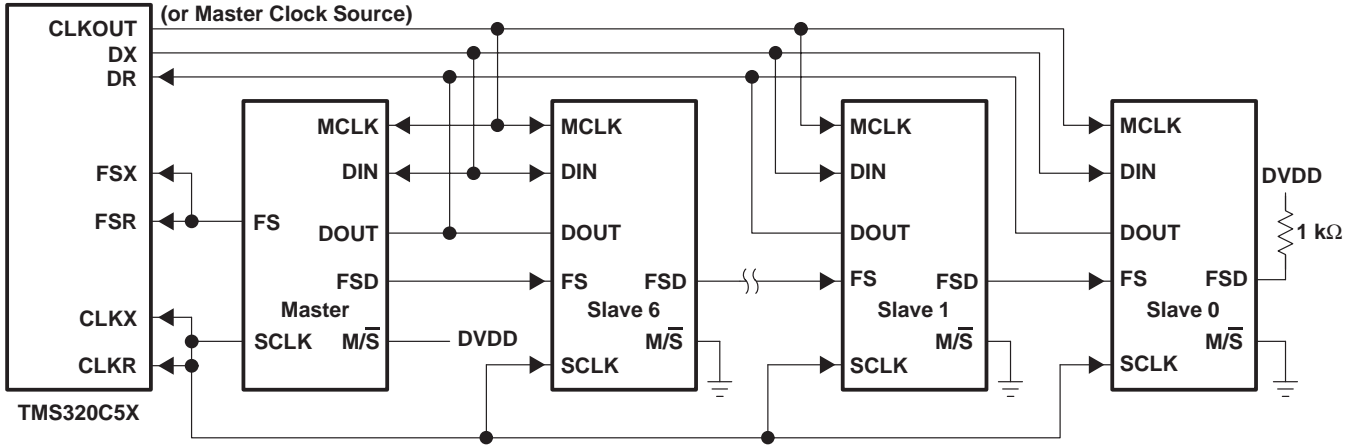 (or Master Clock Source)
CLKOUT
DX
DR
FSX
FSR
CLKX
CLKR
TMS320C5X
MCLK
DIN
FS
DOUT
FSD
Master
SCLK
M/S̅
DVDD
MCLK
DIN
DOUT
FS
FSD
Slave 6
M/S̅
SCLK
MCLK
DIN
DOUT
FS
FSD
Slave 1
M/S̅
SCLK
MCLK
DIN
DOUT
FS
FSD
Slave 0
M/S̅
SCLK
DVDD
1 kΩ